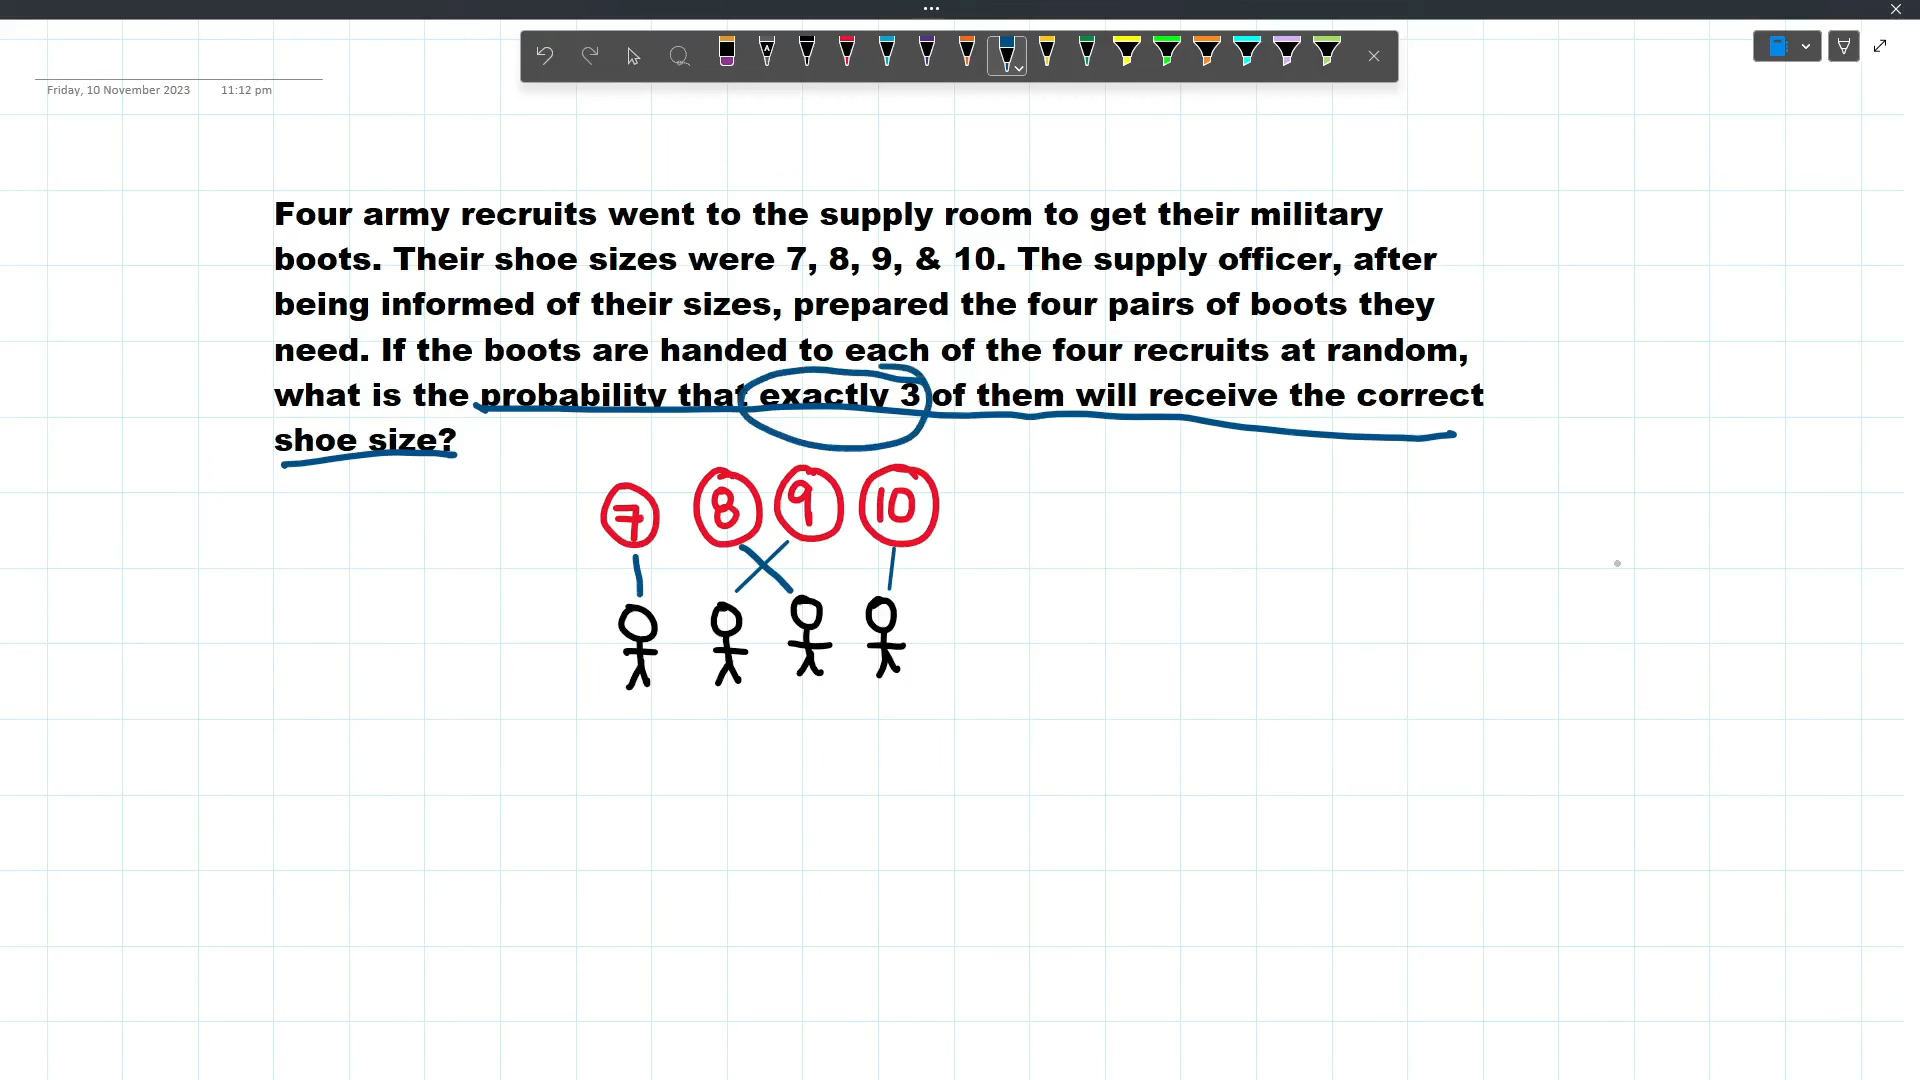 Friday, 10 November 2023 11:12 pm
Four army recruits went to the supply room to get their military
boots. Their shoe sizes were 7, 8, 9, & 10. The supply officer, after
being informed of their sizes, prepared the four pairs of boots they
need. If the boots are handed to each of the four recruits at random,
what is the probability that exactly 3 of them will receive the correct
shoe size?
7 8 9 10